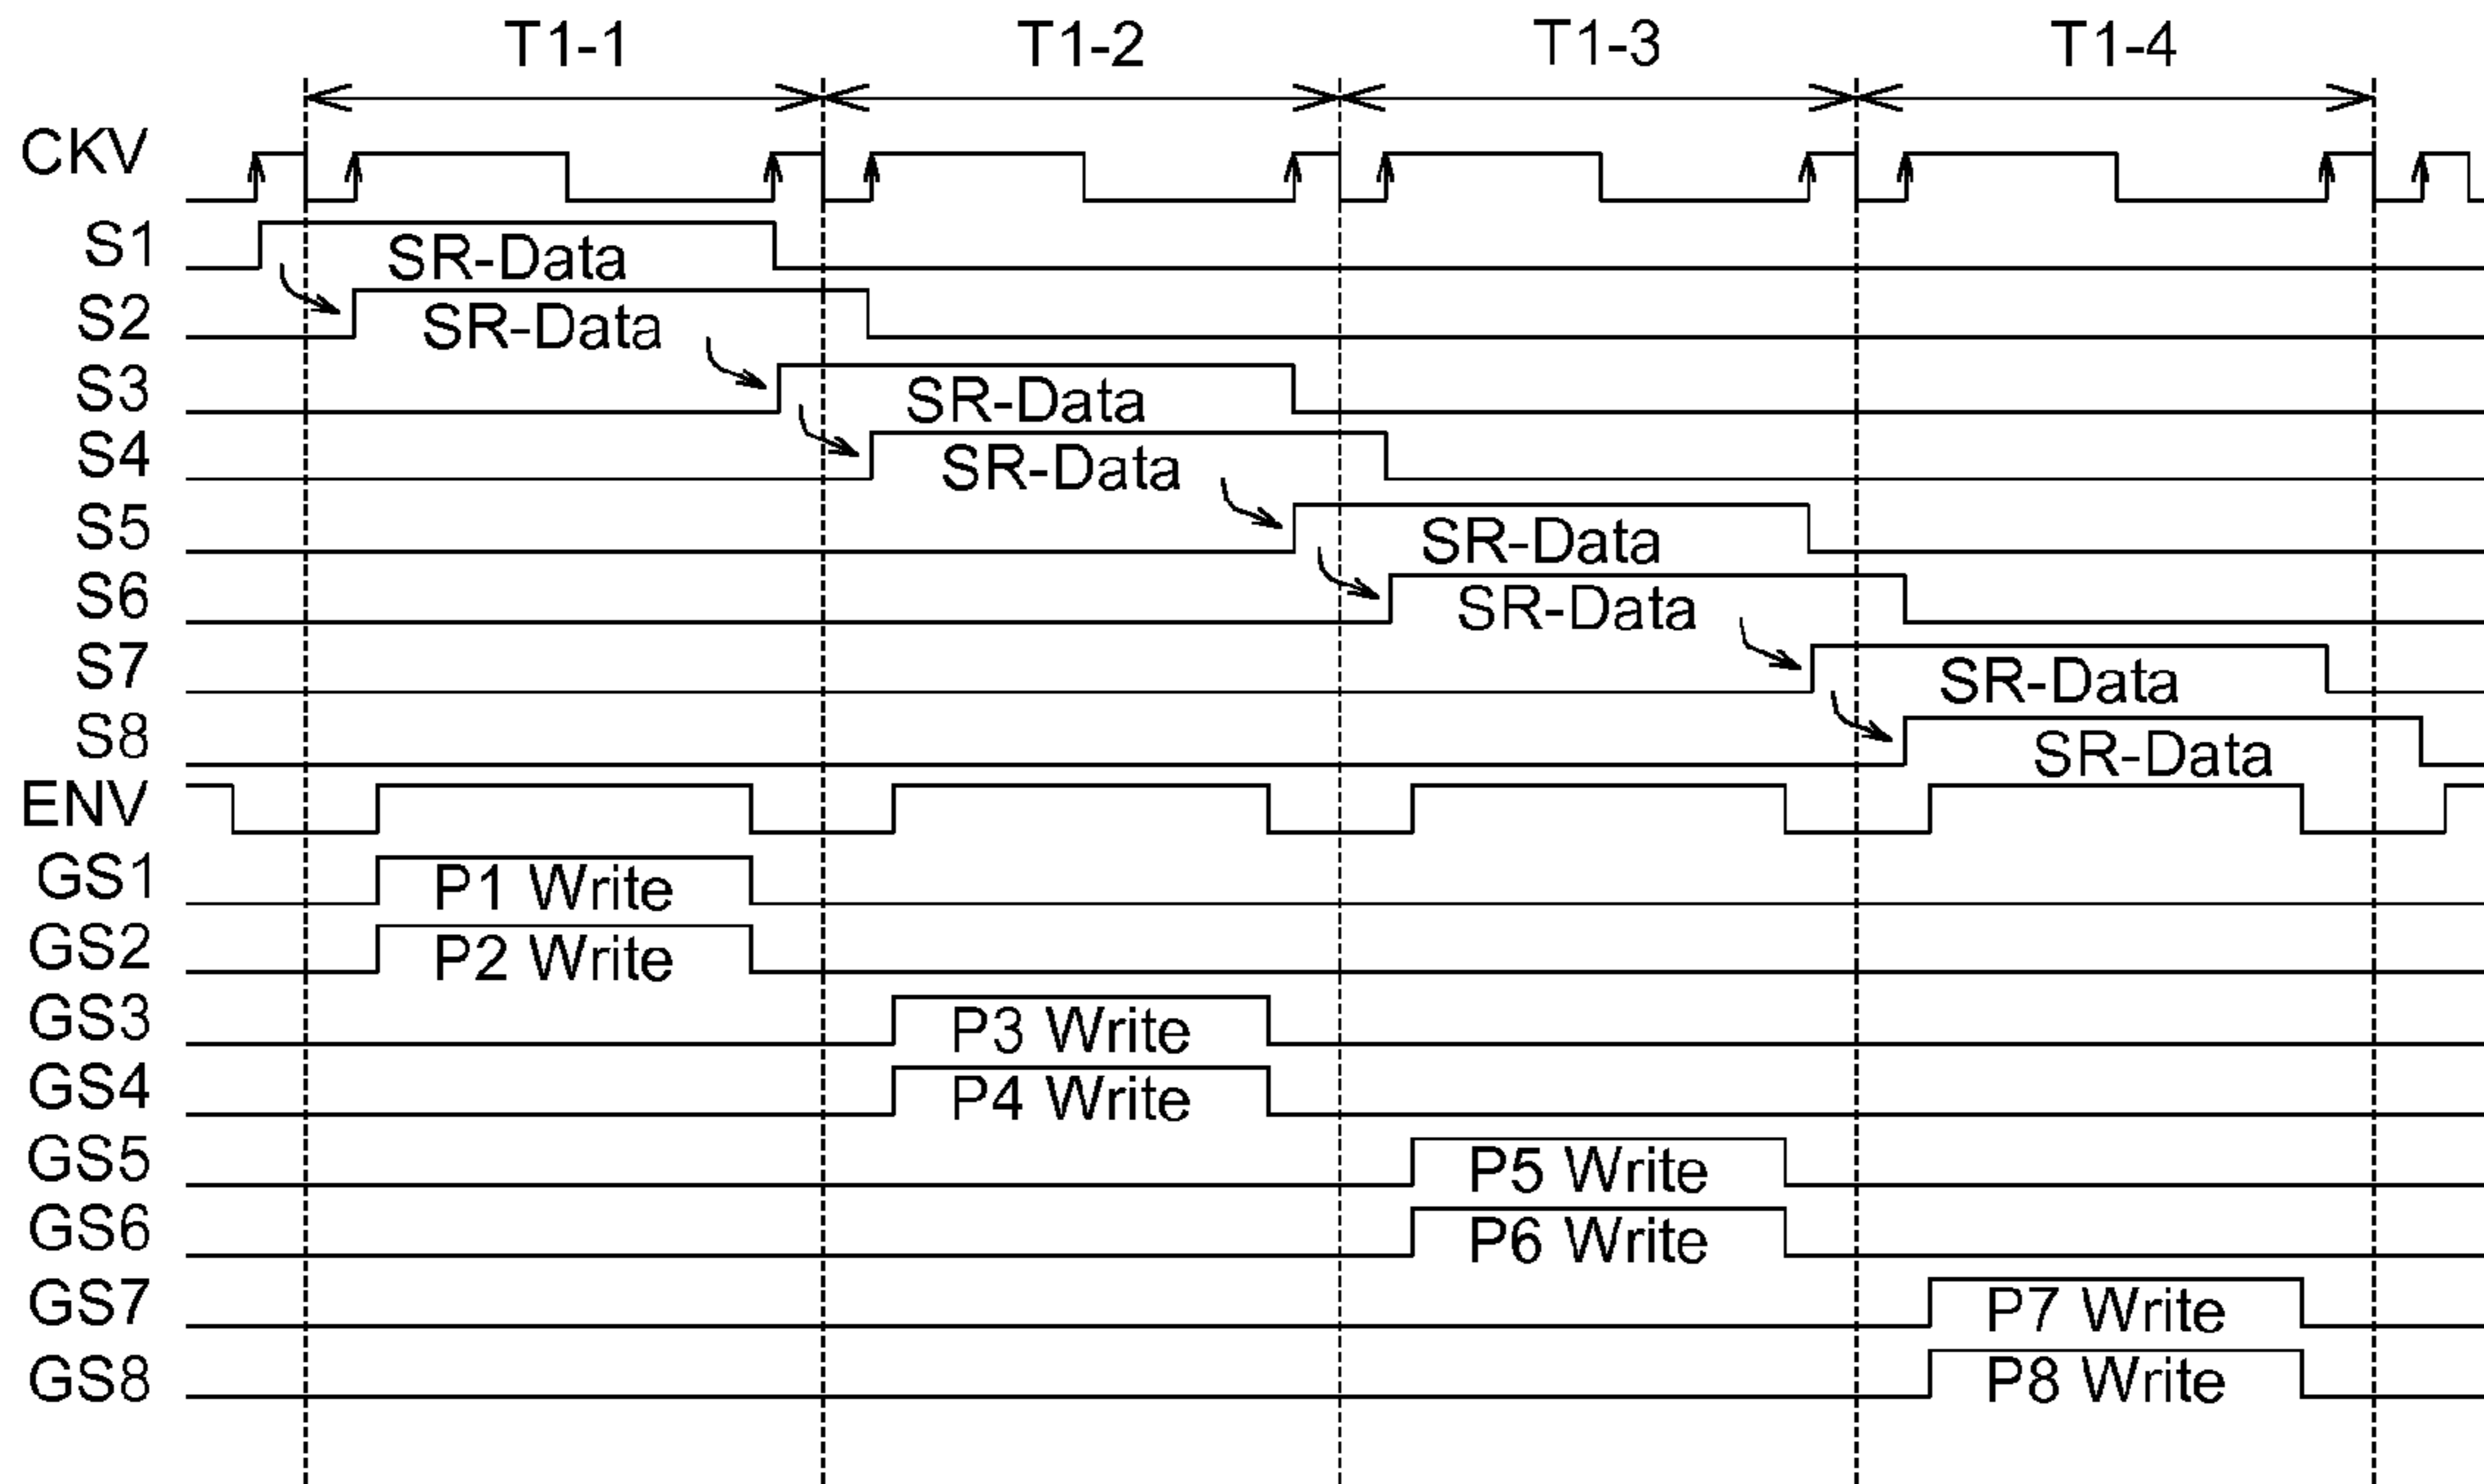 T1-1 T1-2 T1-3 T1-4
CKV
S1 SR-Data
S2 SR-Data
S3 SR-Data
S4 SR-Data
S5 SR-Data
S6 SR-Data
S7 SR-Data
S8 SR-Data
ENV
GS1 P1 Write
GS2 P2 Write
GS3 P3 Write
GS4 P4 Write
GS5 P5 Write
GS6 P6 Write
GS7 P7 Write
GS8 P8 Write